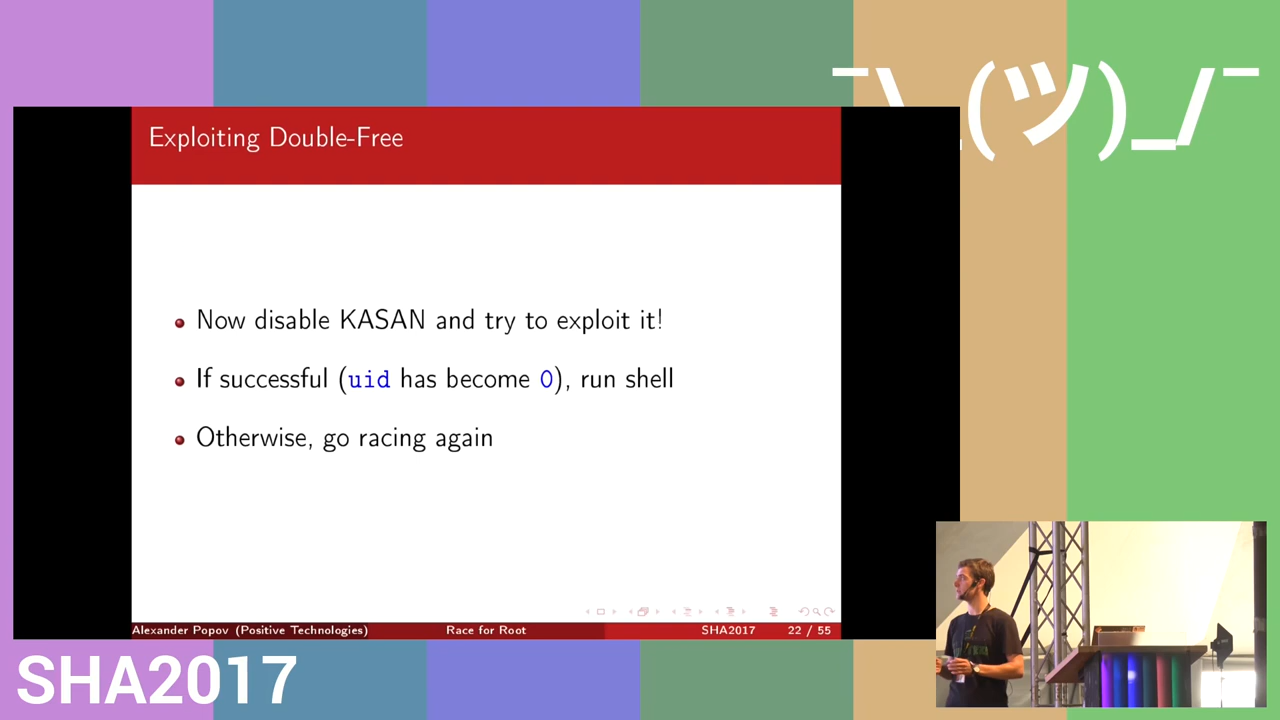 ¯\_(ツ)_/¯
Exploiting Double-Free
Now disable KASAN and try to exploit it!
If successful (uid has become 0), run shell
Otherwise, go racing again
Alexander Popov (Positive Technologies) Race for Root SHA2017 22 / 55
SHA2017